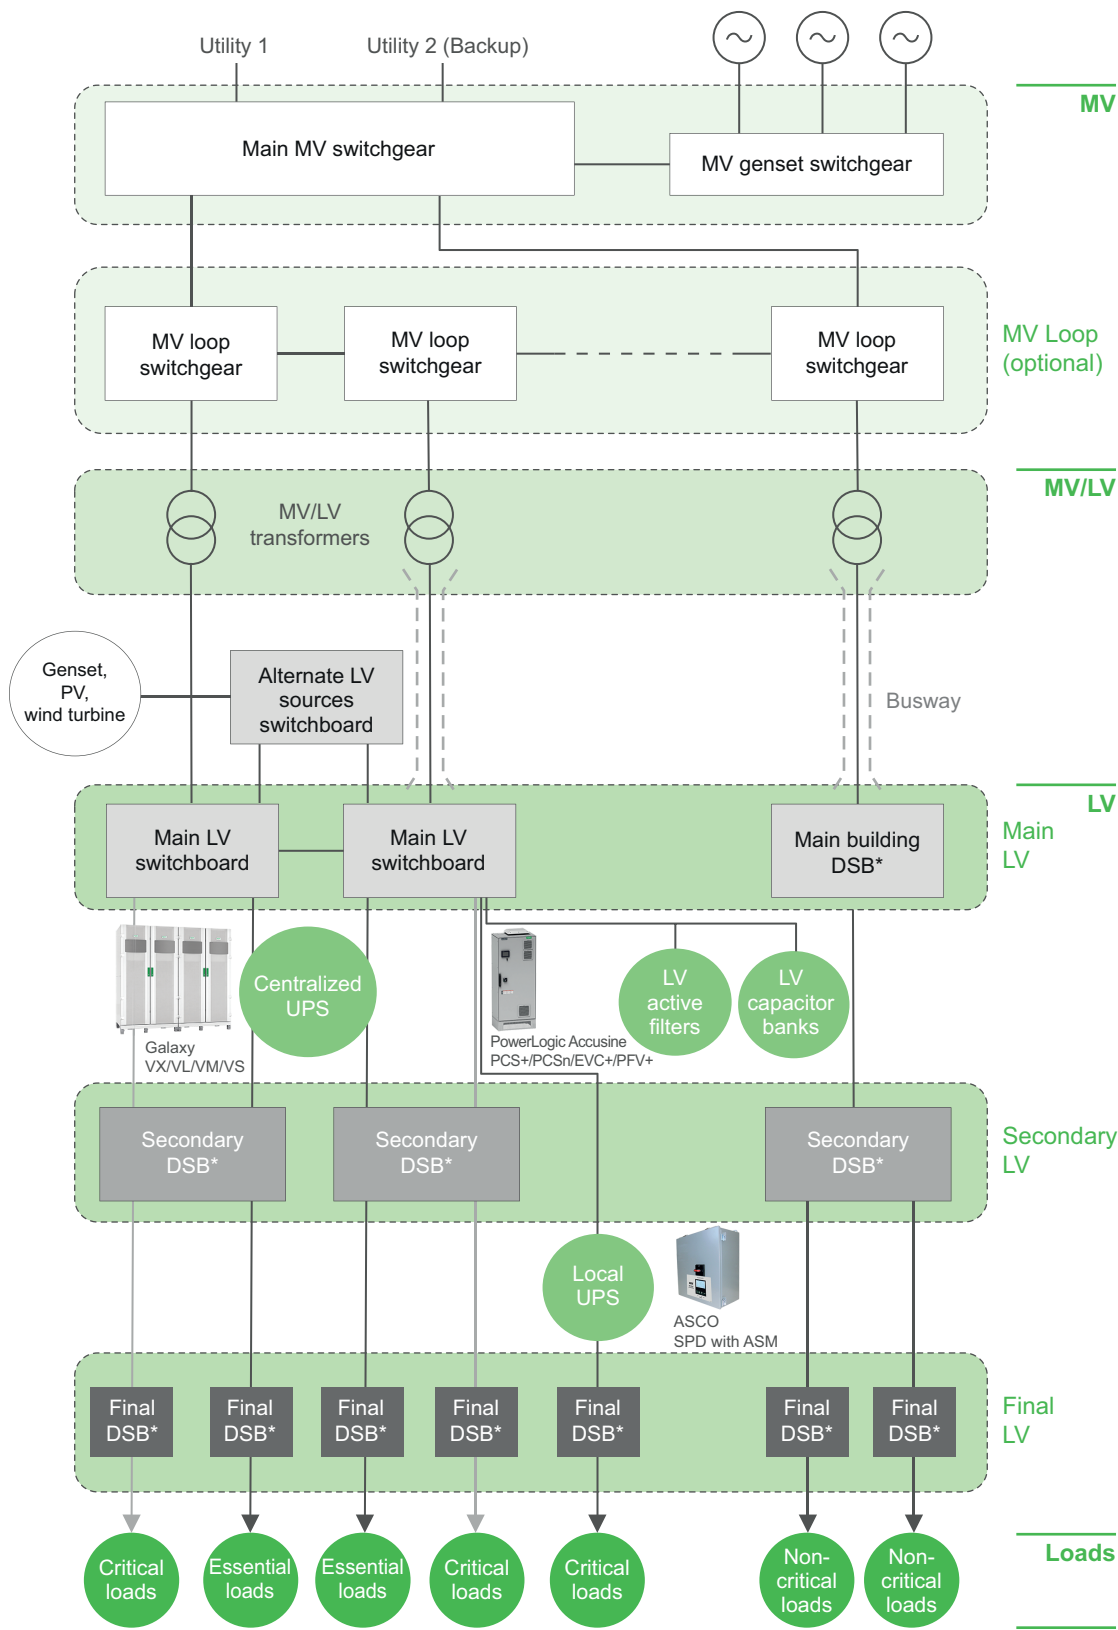 Utility 1
Utility 2 (Backup)
MV
Main MV switchgear
MV genset switchgear
MV loop
switchgear
MV loop
switchgear
MV loop
switchgear
MV Loop
(optional)
MV/LV
MV/LV
transformers
Genset,
PV,
wind turbine
Alternate LV
sources
switchboard
Busway
LV
Main
LV
Main LV
switchboard
Main LV
switchboard
Main building
DSB*
Centralized
UPS
LV
active
filters
LV
capacitor
banks
Galaxy
VX/VL/VM/VS
PowerLogic Accusine
PCS+/PCSn/EVC+/PFV+
Secondary
DSB*
Secondary
DSB*
Secondary
DSB*
Secondary
LV
Local
UPS
ASCO
SPD with ASM
Final
DSB*
Final
DSB*
Final
DSB*
Final
DSB*
Final
DSB*
Final
DSB*
Final
DSB*
Final
LV
Loads
Critical
loads
Essential
loads
Essential
loads
Critical
loads
Critical
loads
Non-
critical
loads
Non-
critical
loads